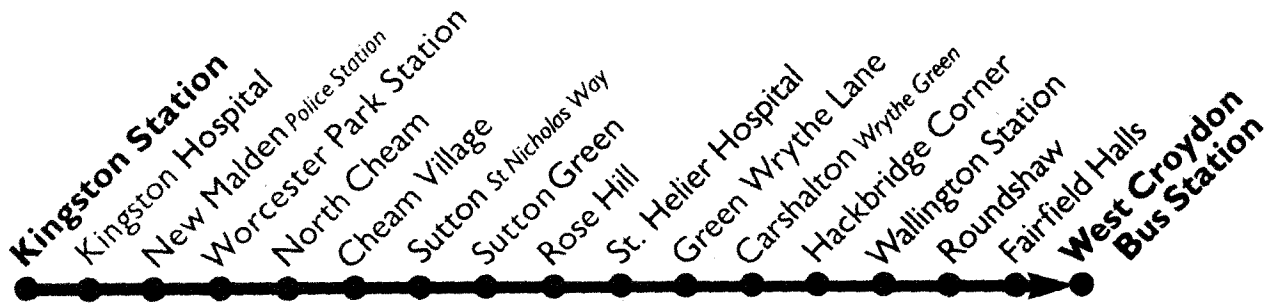 Kingston Station
Kingston Hospital
New Malden Police Station
Worcester Park Station
North Cheam
Cheam Village
Sutton St Nicholas Way
Sutton Green
Rose Hill
St. Helier Hospital
Green Wrythe Lane
Carshalton Wrythe Green
Hackbridge Corner
Wallington Station
Roundshaw
Fairfield Halls
West Croydon
Bus Station